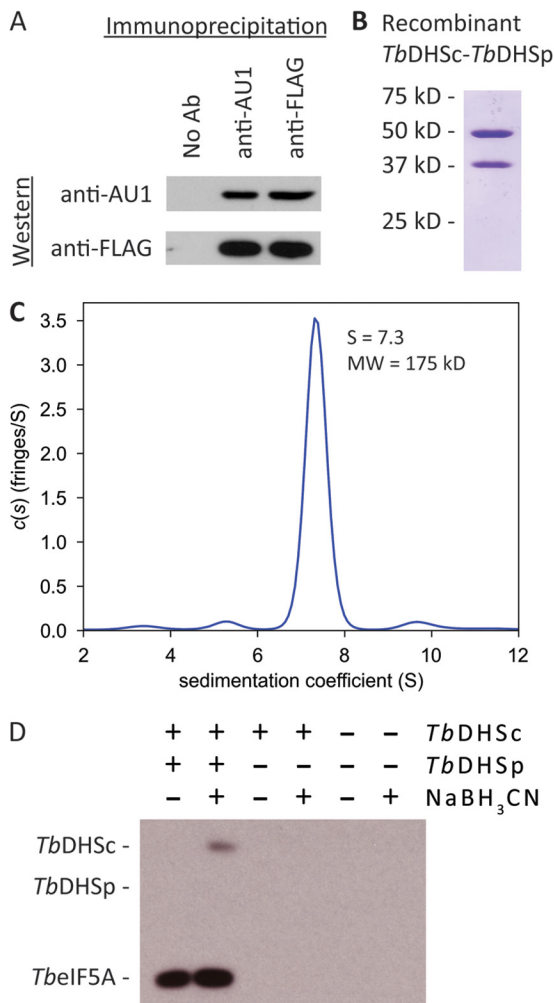 A
Immunoprecipitation
No Ab
anti-AU1
anti-FLAG
Western
anti-AU1
anti-FLAG
B Recombinant
TbDHSc-TbDHSp
75 kD -
50 kD -
37 kD -
25 kD -
C
c(s) (fringes/S)
3.5
3.0
2.5
2.0
1.5
1.0
0.5
0.0
S = 7.3
MW = 175 kD
2 4 6 8 10 12
sedimentation coefficient (S)
D
+ + + + – – TbDHSc
+ + – – – – TbDHSp
– + – + – + NaBH3CN
TbDHSc -
TbDHSp -
TbeIF5A -